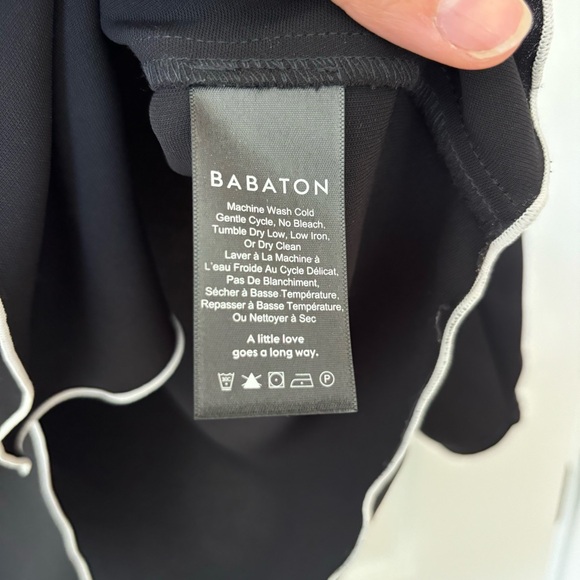 BABATON
Machine Wash Cold
Gentle Cycle, No Bleach,
Tumble Dry Low, Low Iron,
Or Dry Clean
Laver à La Machine à
L'eau Froide Au Cycle Délicat,
Pas De Blanchiment,
Sécher à Basse Température,
Repasser à Basse Température,
Ou Nettoyer à Sec
A little love
goes a long way.
P